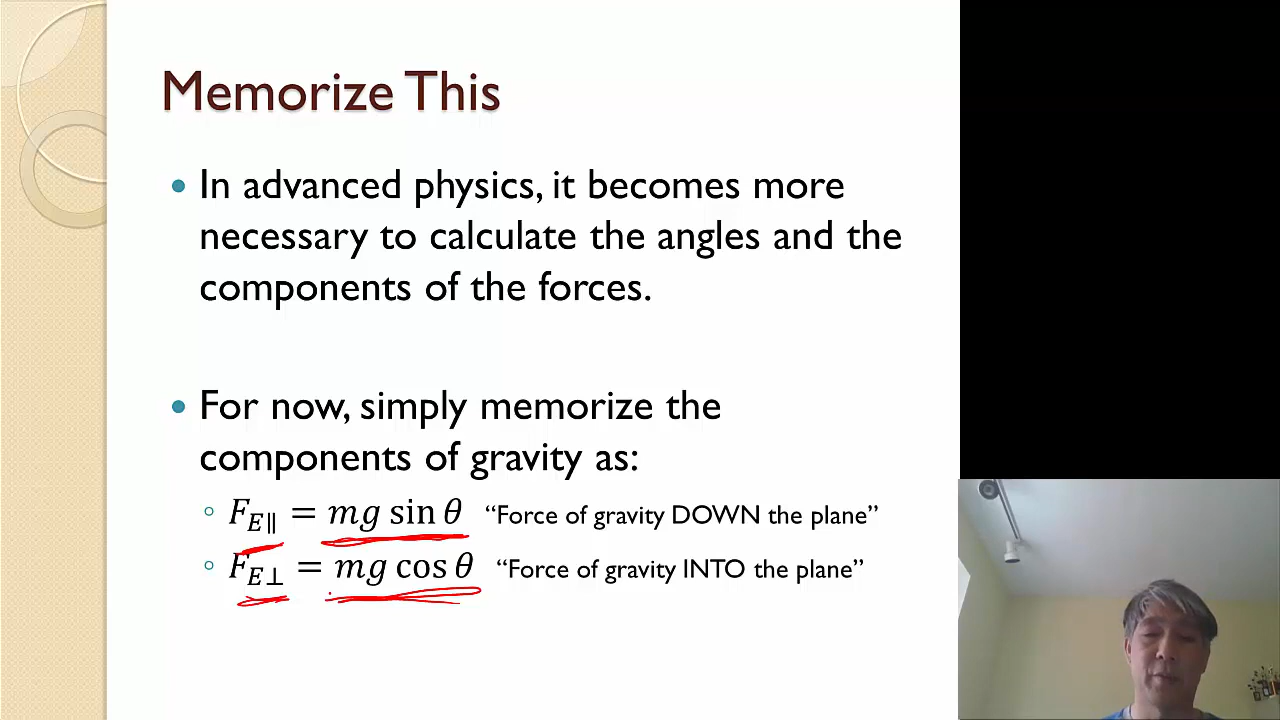 Memorize This
• In advanced physics, it becomes more
necessary to calculate the angles and the
components of the forces.
• For now, simply memorize the
components of gravity as:
◦ F_{E∥} = mg sin θ “Force of gravity DOWN the plane”
◦ F_{E⊥} = mg cos θ “Force of gravity INTO the plane”